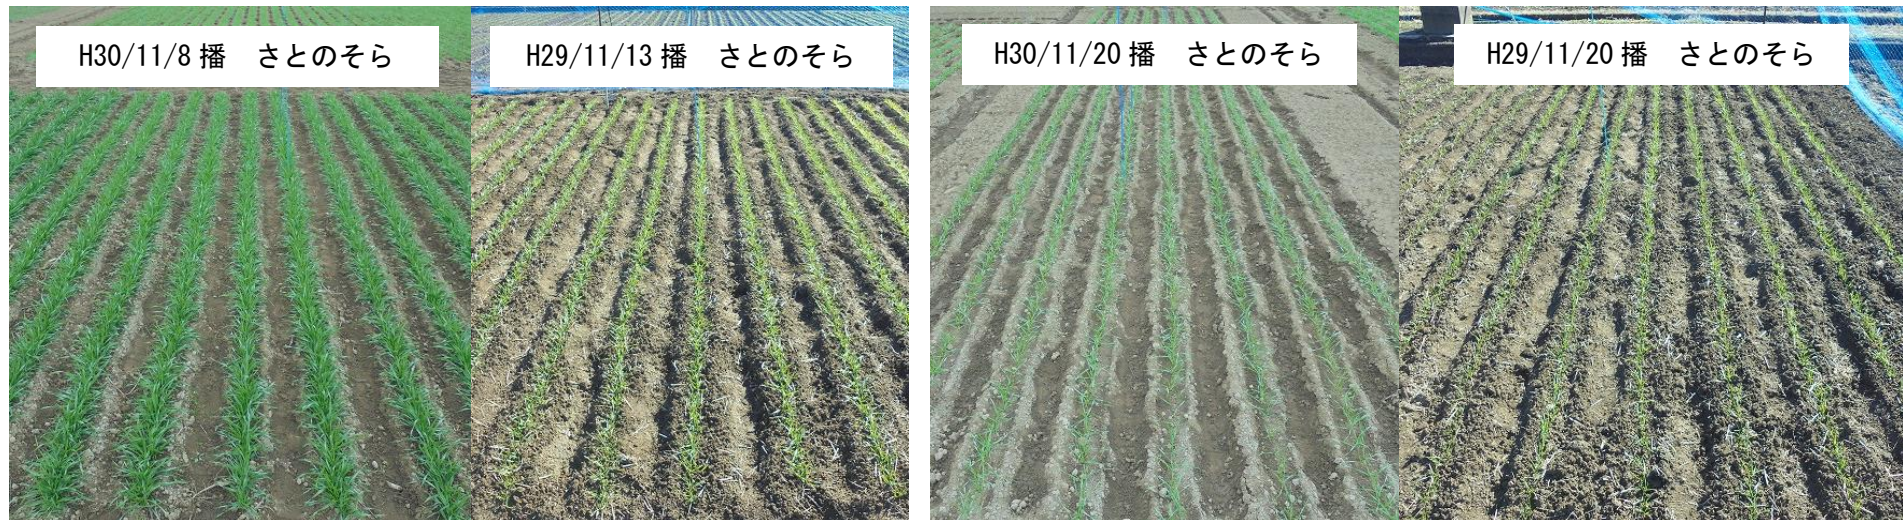 H30/11/8 播　さとのそら
H29/11/13 播　さとのそら
H30/11/20 播　さとのそら
H29/11/20 播　さとのそら